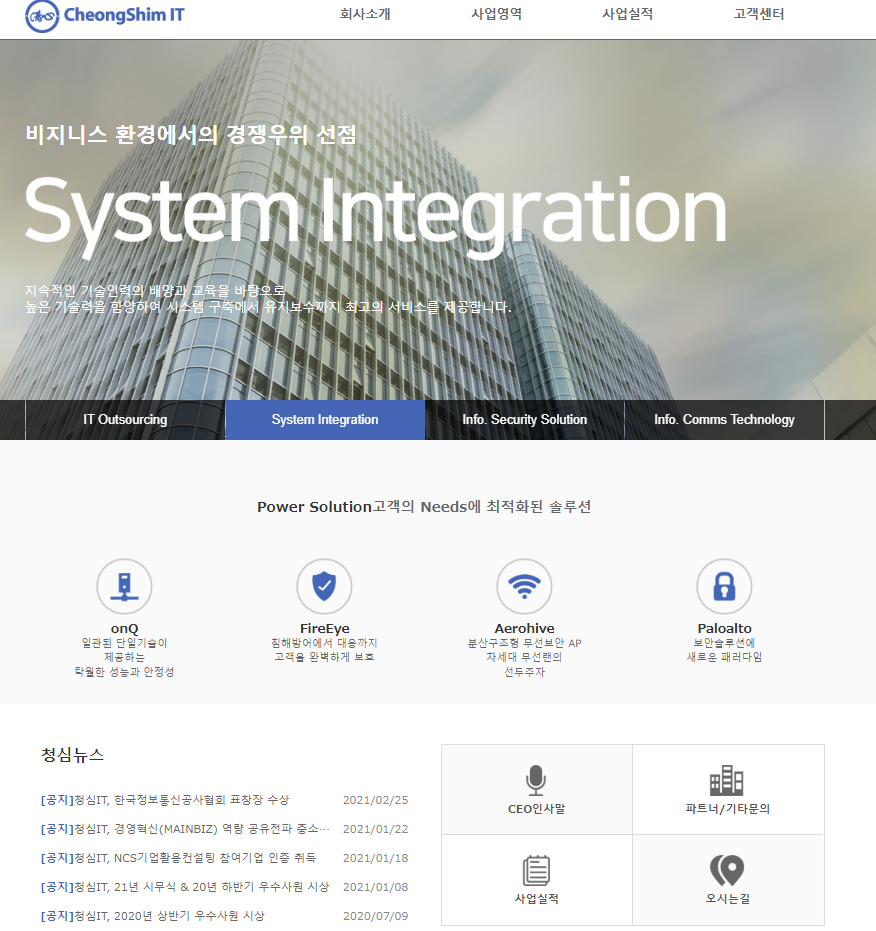 CheongShim IT
회사소개
사업영역
사업실적
고객센터
비지니스 환경에서의 경쟁우위 선점
System Integration
지속적인 기술인력의 배양과 교육을 바탕으로
높은 기술력을 함양하여 시스템 구축에서 유지보수까지 최고의 서비스를 제공합니다.
IT Outsourcing
System Integration
Info. Security Solution
Info. Comms Technology
Power Solution고객의 Needs에 최적화된 솔루션
onQ
일관된 단일기술이
제공하는
탁월한 성능과 안정성
FireEye
침해방어에서 대응까지
고객을 완벽하게 보호
Aerohive
분산구조형 무선보안 AP
차세대 무선랜의
선두주자
Paloalto
보안솔루션에
새로운 패러다임
청심뉴스
[공지]청심IT, 한국정보통신공사협회 표창장 수상 2021/02/25
[공지]청심IT, 경영혁신(MAINBIZ) 역량 공유전파 중소… 2021/01/22
[공지]청심IT, NCS기업활용컨설팅 참여기업 인증 취득 2021/01/18
[공지]청심IT, 21년 시무식 & 20년 하반기 우수사원 시상 2021/01/08
[공지]청심IT, 2020년 상반기 우수사원 시상 2020/07/09
CEO인사말
파트너/기타문의
사업실적
오시는길